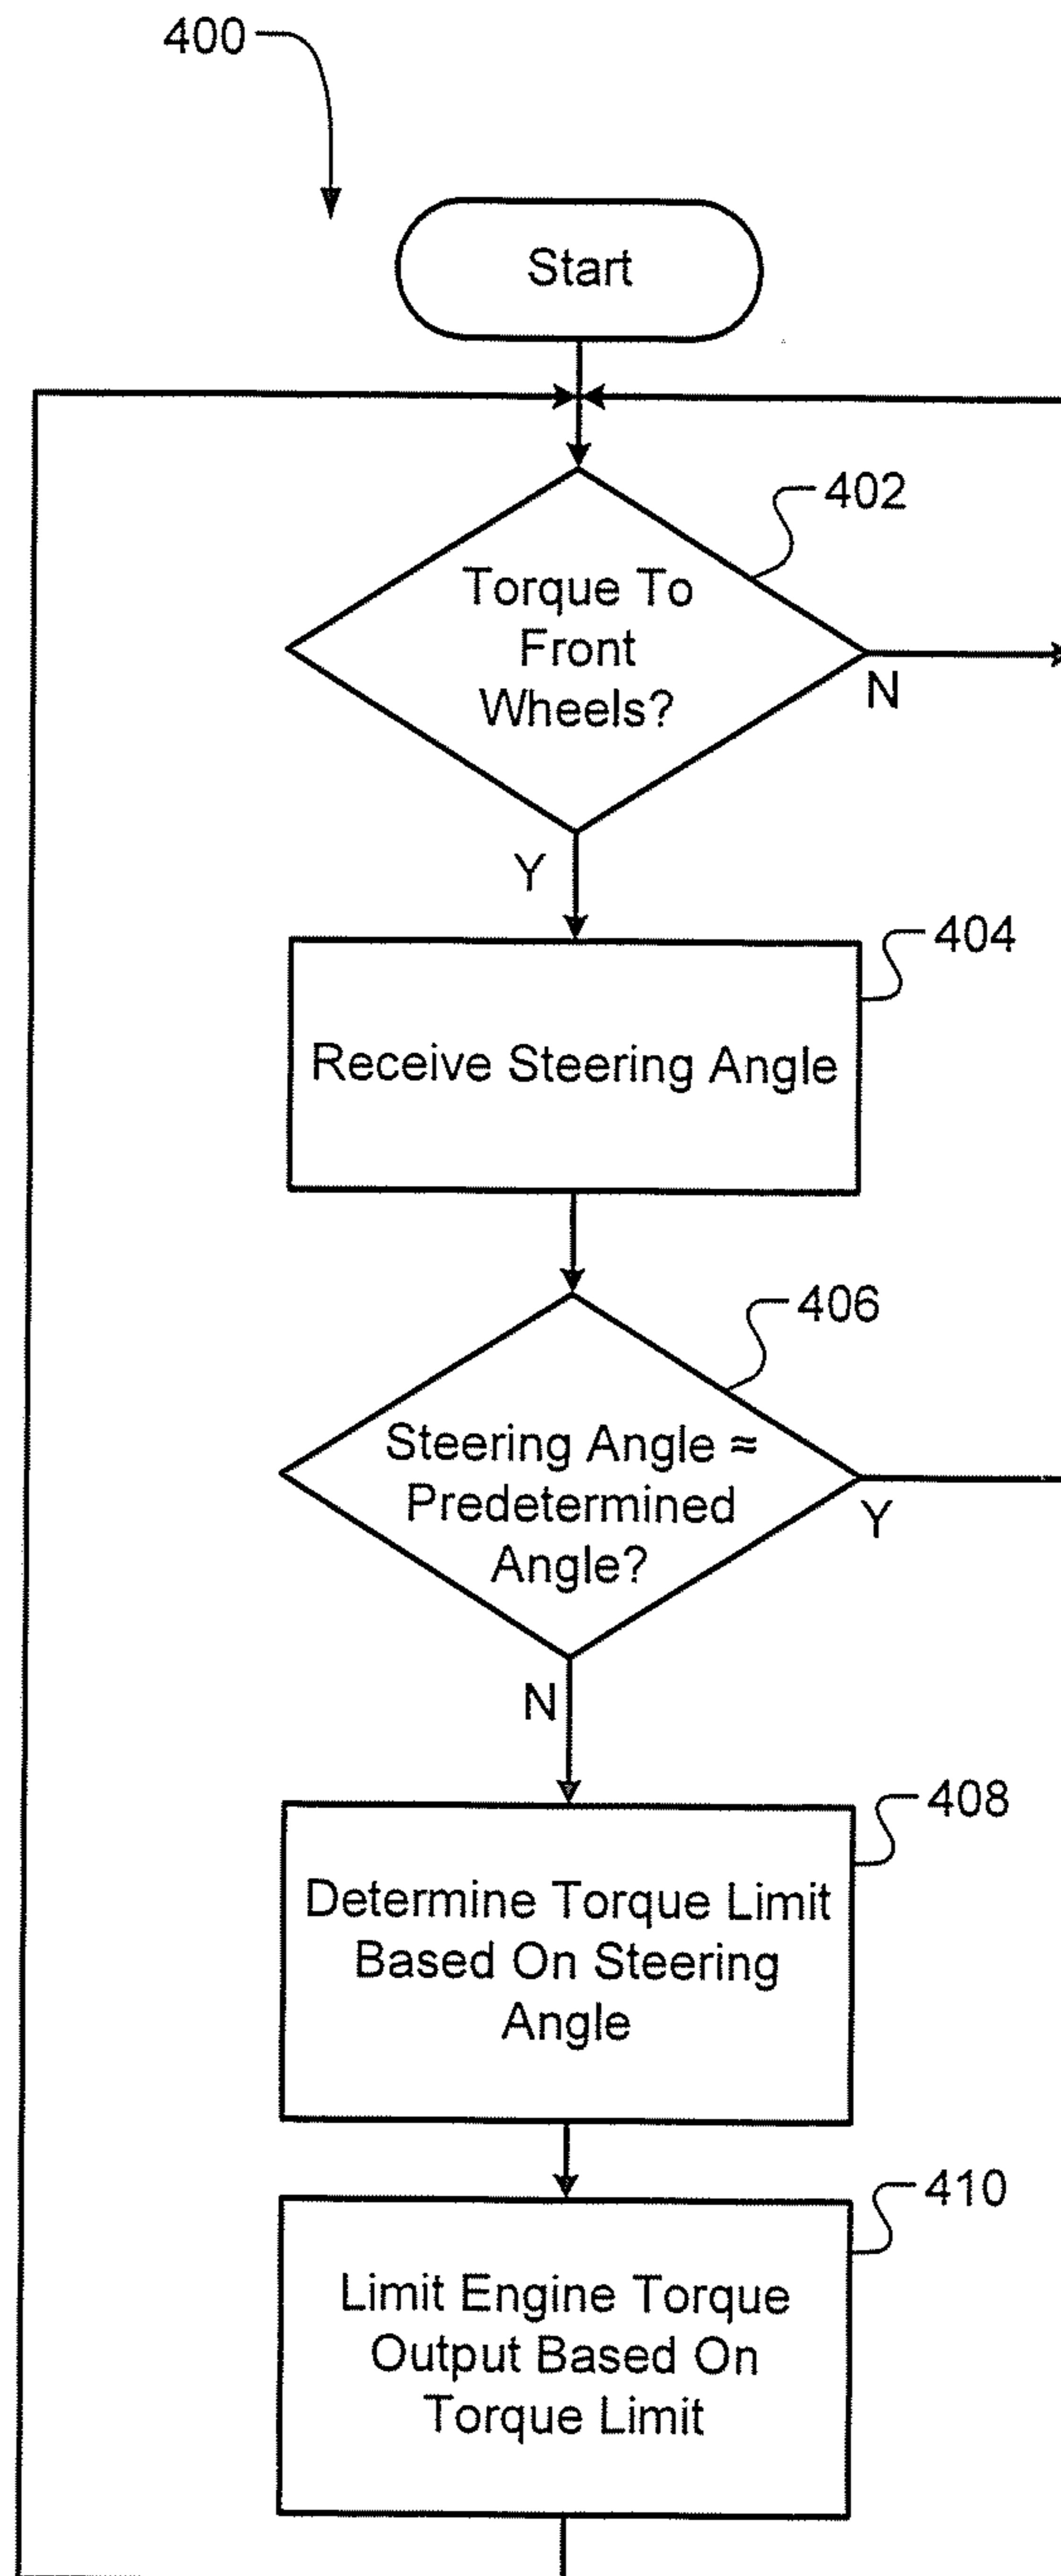 400
Start
402
Torque To
Front
Wheels?
N
Y
404
Receive Steering Angle
406
Steering Angle ≈
Predetermined
Angle?
Y
N
408
Determine Torque Limit
Based On Steering
Angle
410
Limit Engine Torque
Output Based On
Torque Limit